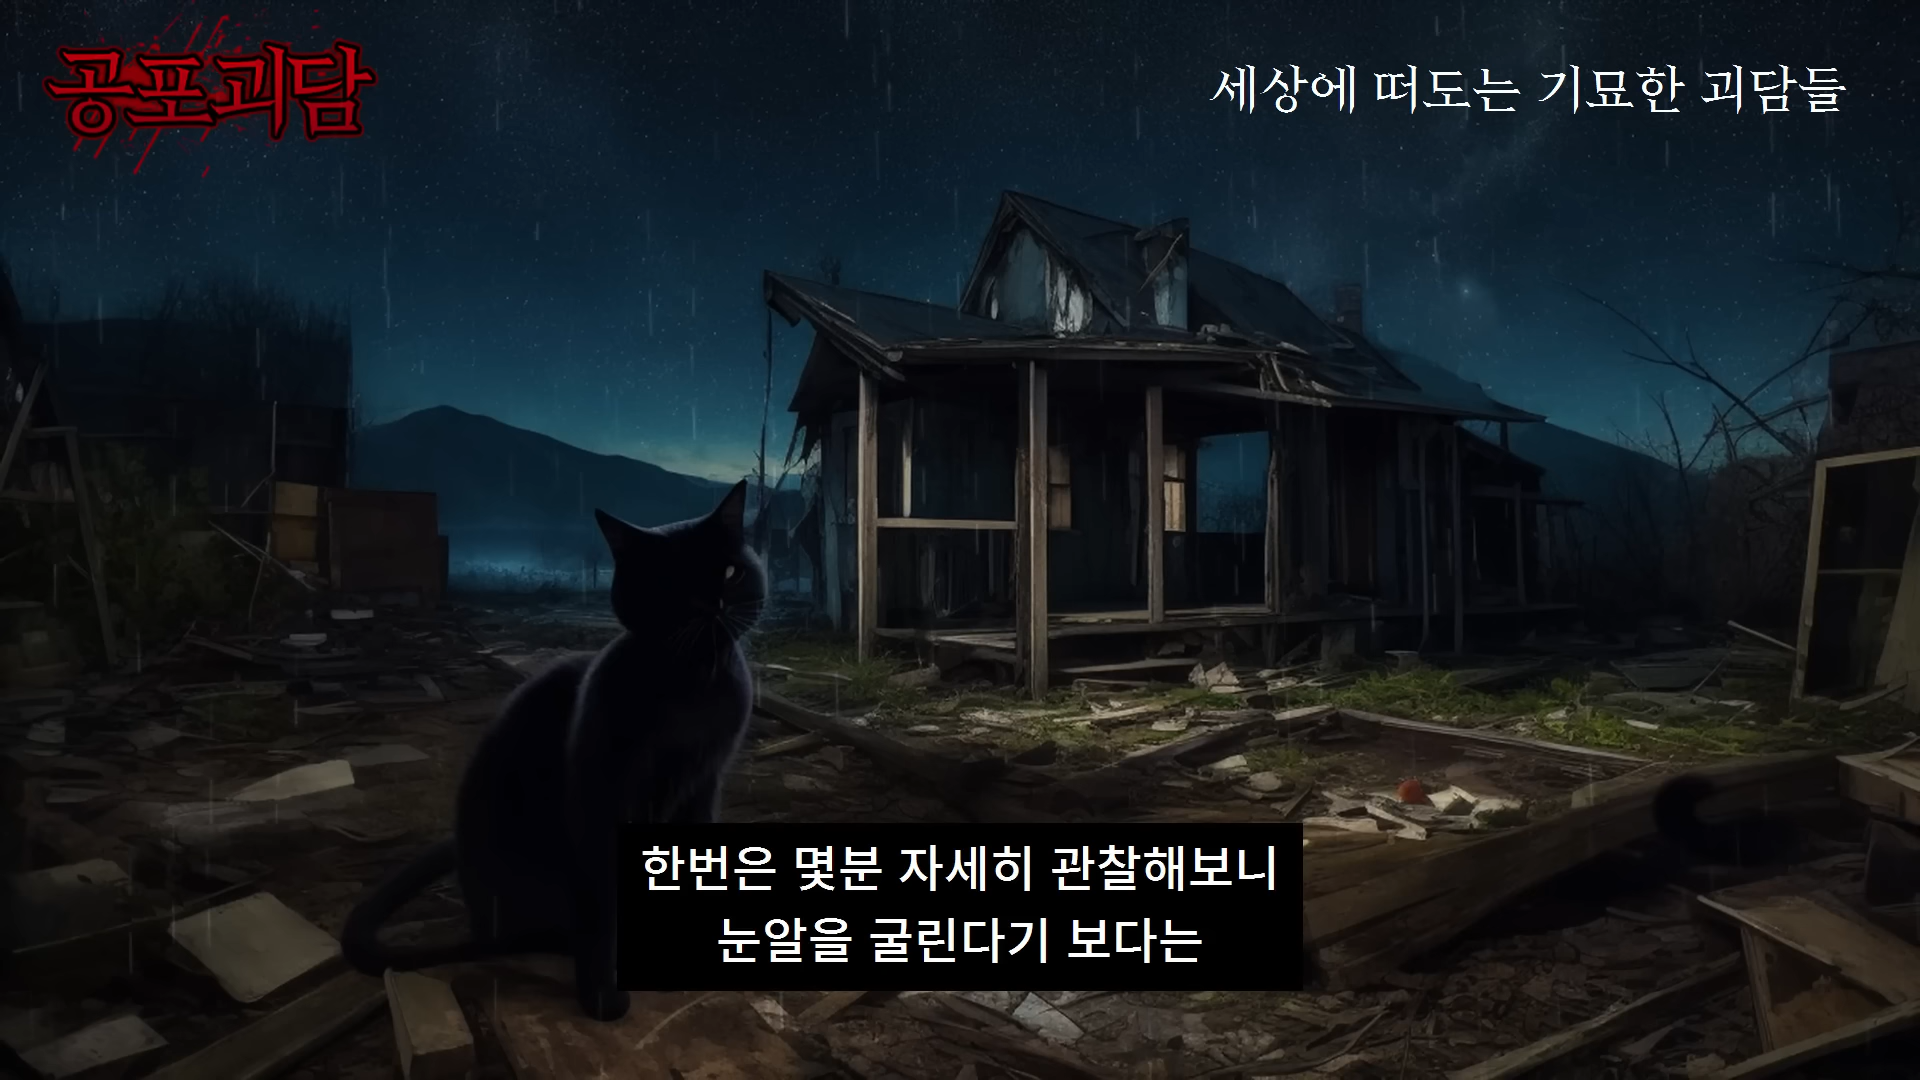 공포괴담
세상에 떠도는 기묘한 괴담들
한번은 몇분 자세히 관찰해보니
눈알을 굴린다기 보다는